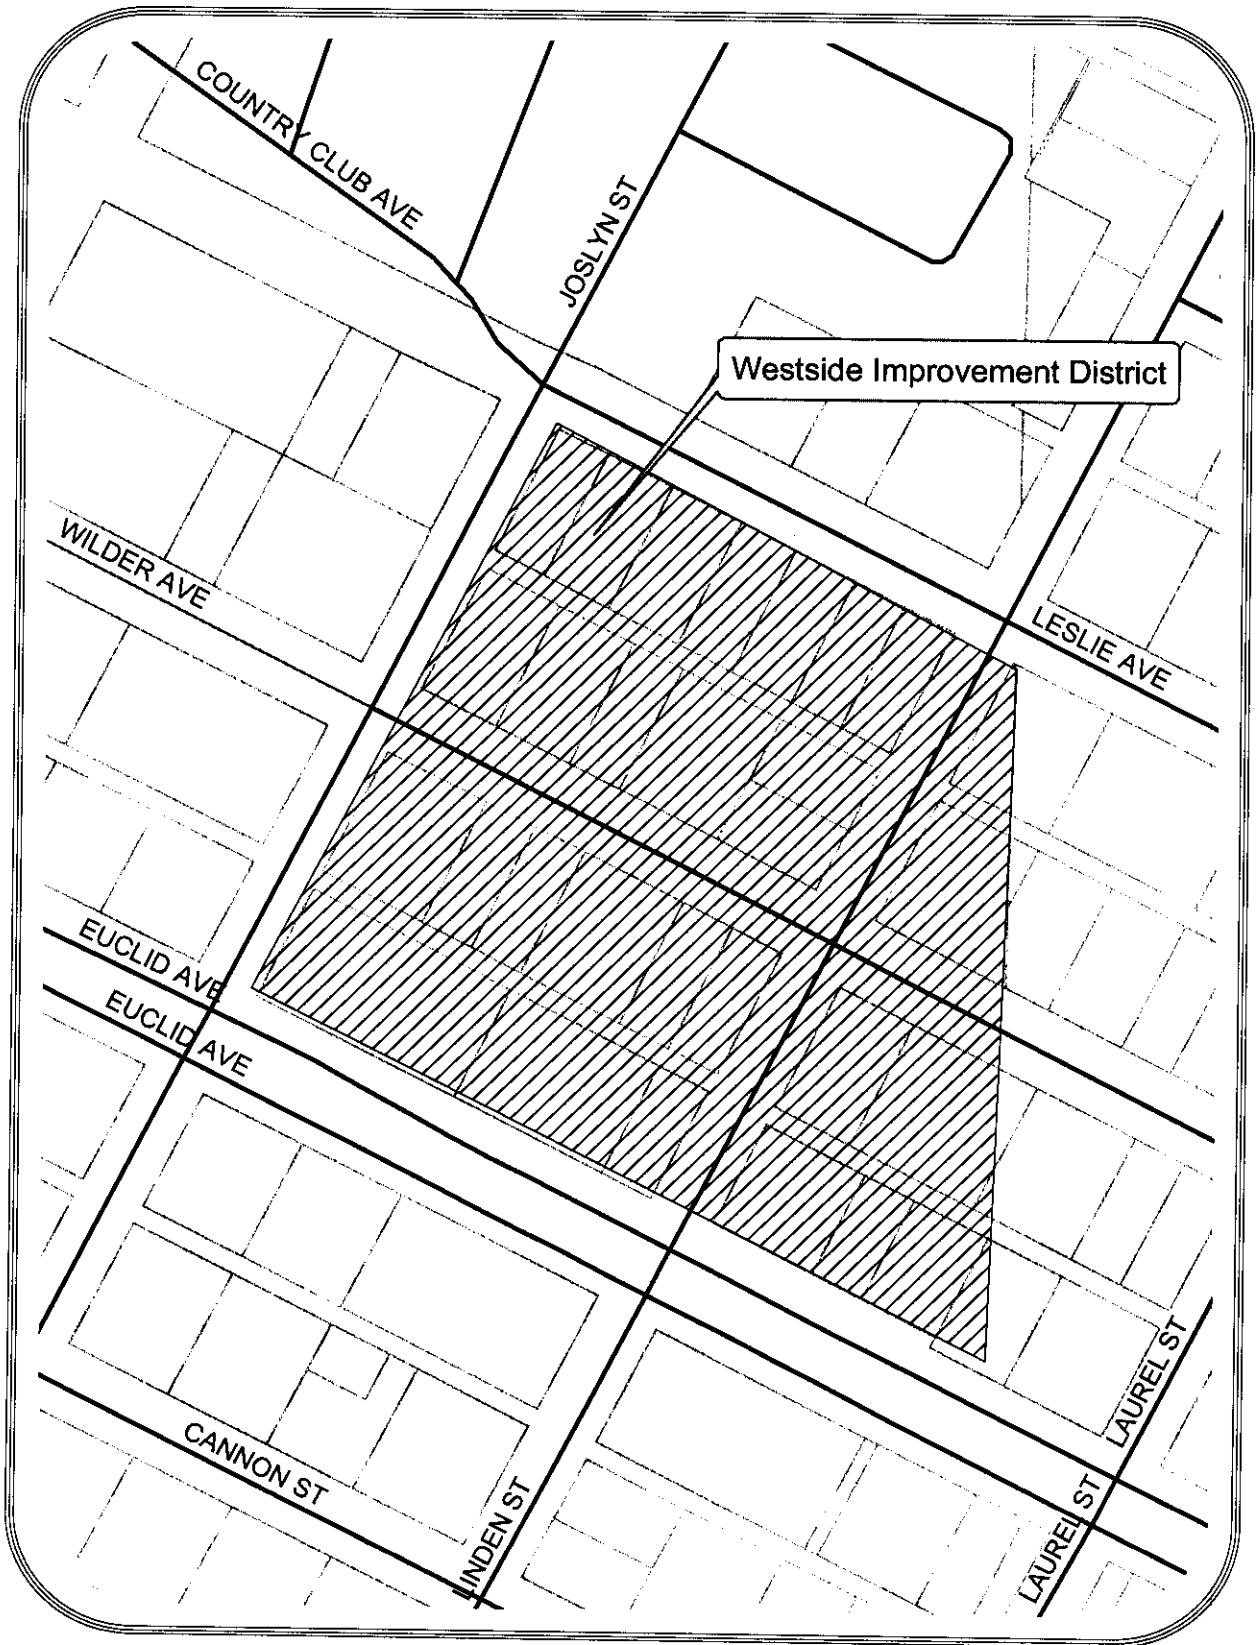 COUNTRY CLUB AVE
JOSLYN ST
Westside Improvement District
WILDER AVE
LESLIE AVE
EUCLID AVE
EUCLID AVE
CANNON ST
LINDEN ST
LAUREL ST
LAUREL ST